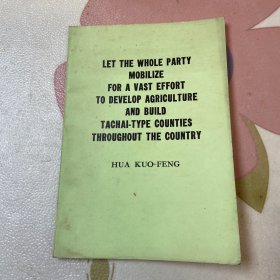 LET THE WHOLE PARTY
MOBILIZE
FOR A VAST EFFORT
TO DEVELOP AGRICULTURE
AND BUILD
TACHAI-TYPE COUNTIES
THROUGHOUT THE COUNTRY
HUA KUO-FENG